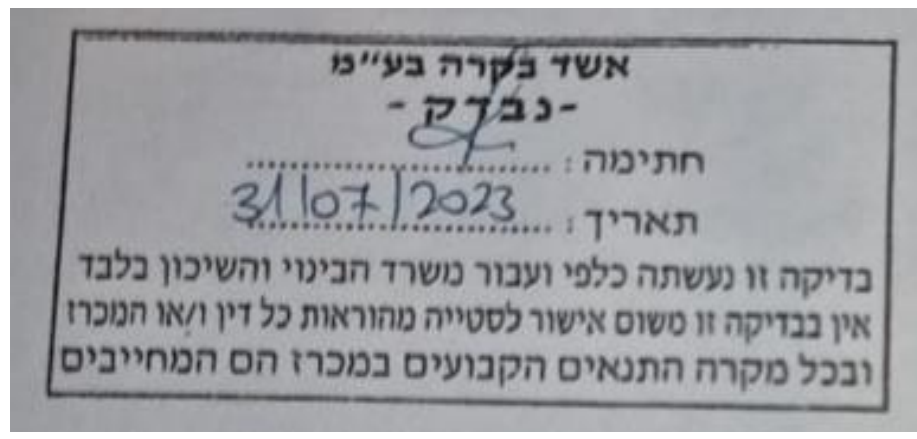 אשד בקרה בע"מ
-נבדק -
חתימה :
תאריך : 31/07/2023
בדיקה זו נעשתה כלפי ועבור משרד הבינוי והשיכון בלבד
אין בבדיקה זו משום אישור לסטייה מהוראות כל דין ו/או המכרז
ובכל מקרה התנאים הקבועים במכרז הם המחייבים